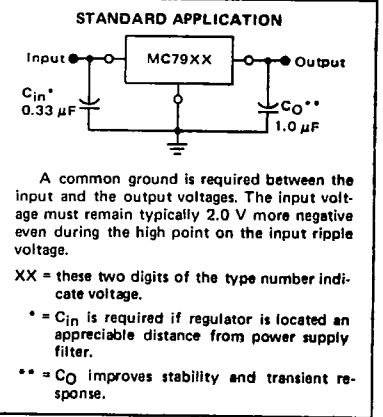 STANDARD APPLICATION
Input MC79XX Output
Cin* CO**
0.33 µF 1.0 µF
A common ground is required between the
input and the output voltages. The input volt-
age must remain typically 2.0 V more negative
even during the high point on the input ripple
voltage.
XX = these two digits of the type number indi-
cate voltage.
* = Cin is required if regulator is located an
appreciable distance from power supply
filter.
** = CO improves stability and transient re-
sponse.